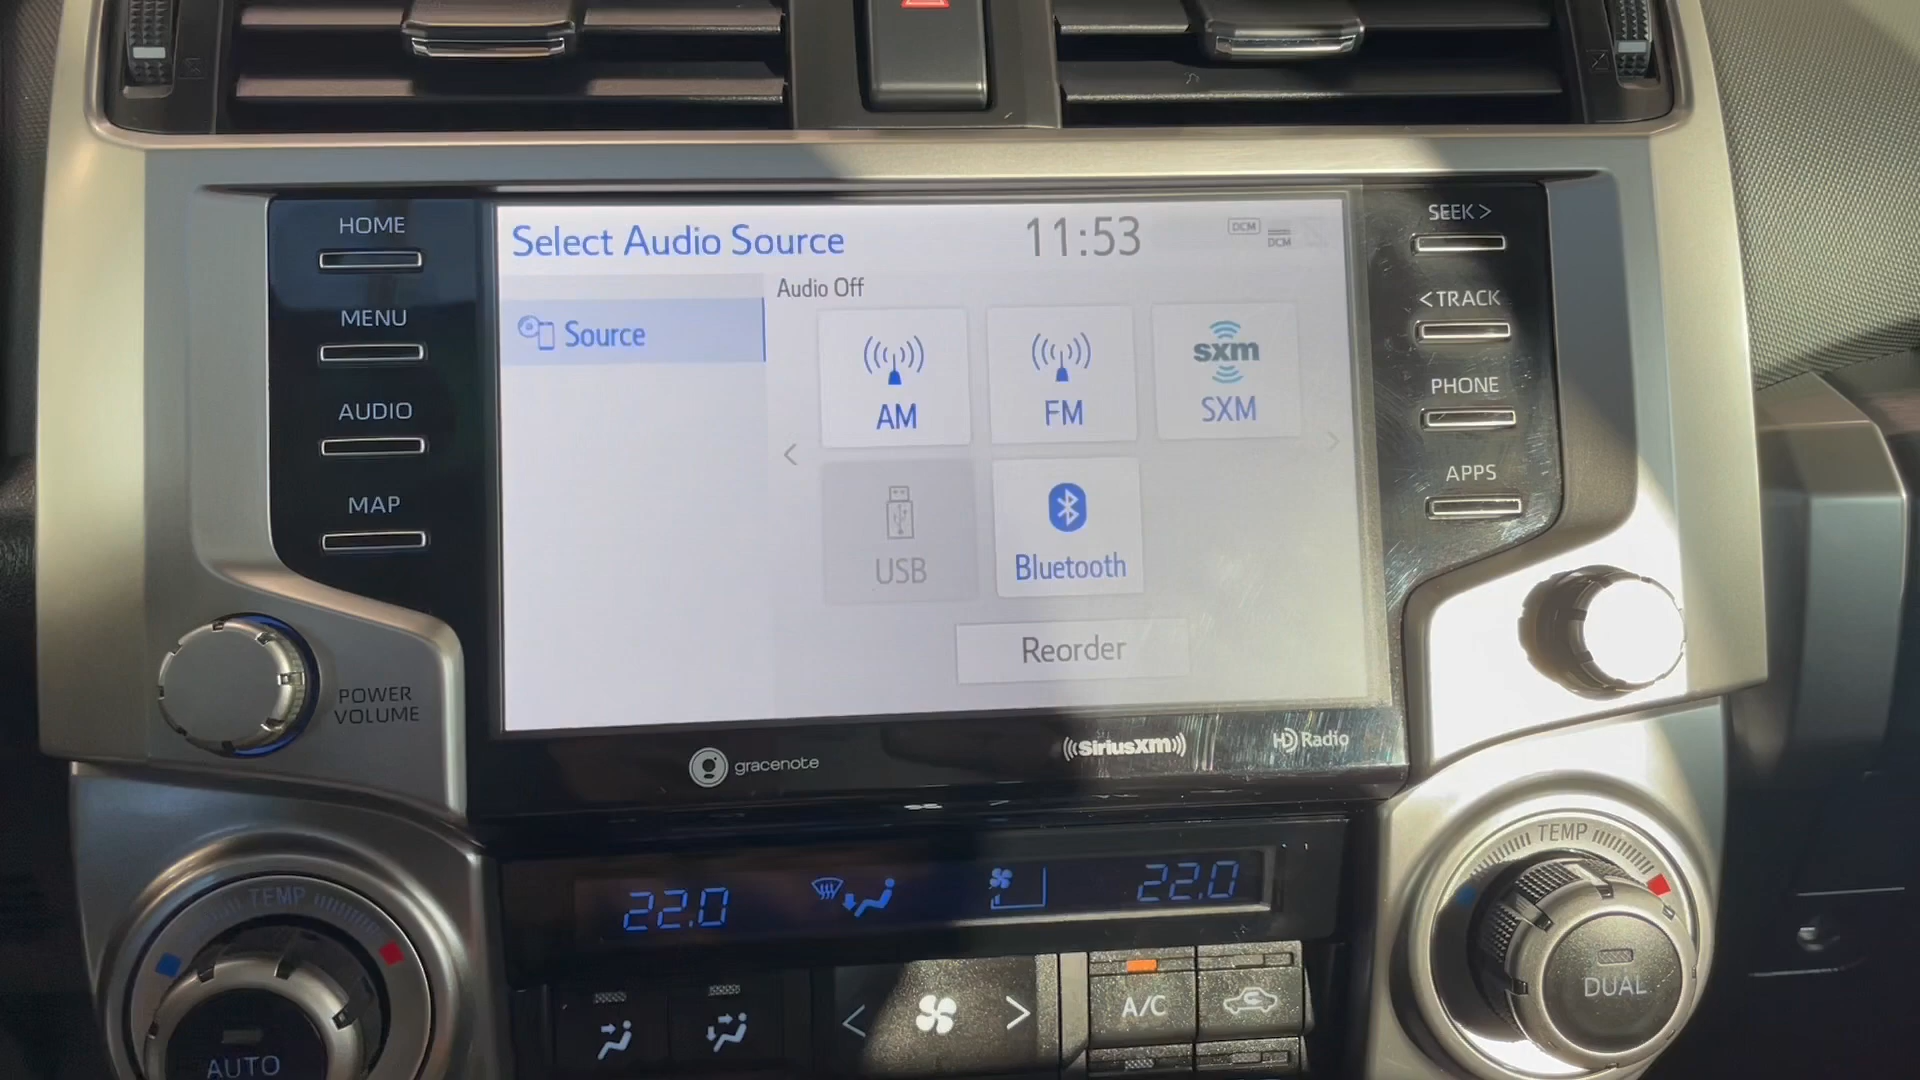 HOME
MENU
AUDIO
MAP
POWER
VOLUME
Select Audio Source
11:53
DCM
DCM
Source
Audio Off
AM
FM
sxm
SXM
USB
Bluetooth
Reorder
SEEK >
< TRACK
PHONE
APPS
gracenote
((SiriusXM))
HD Radio
22.0
22.0
TEMP
AUTO
A/C
TEMP
DUAL